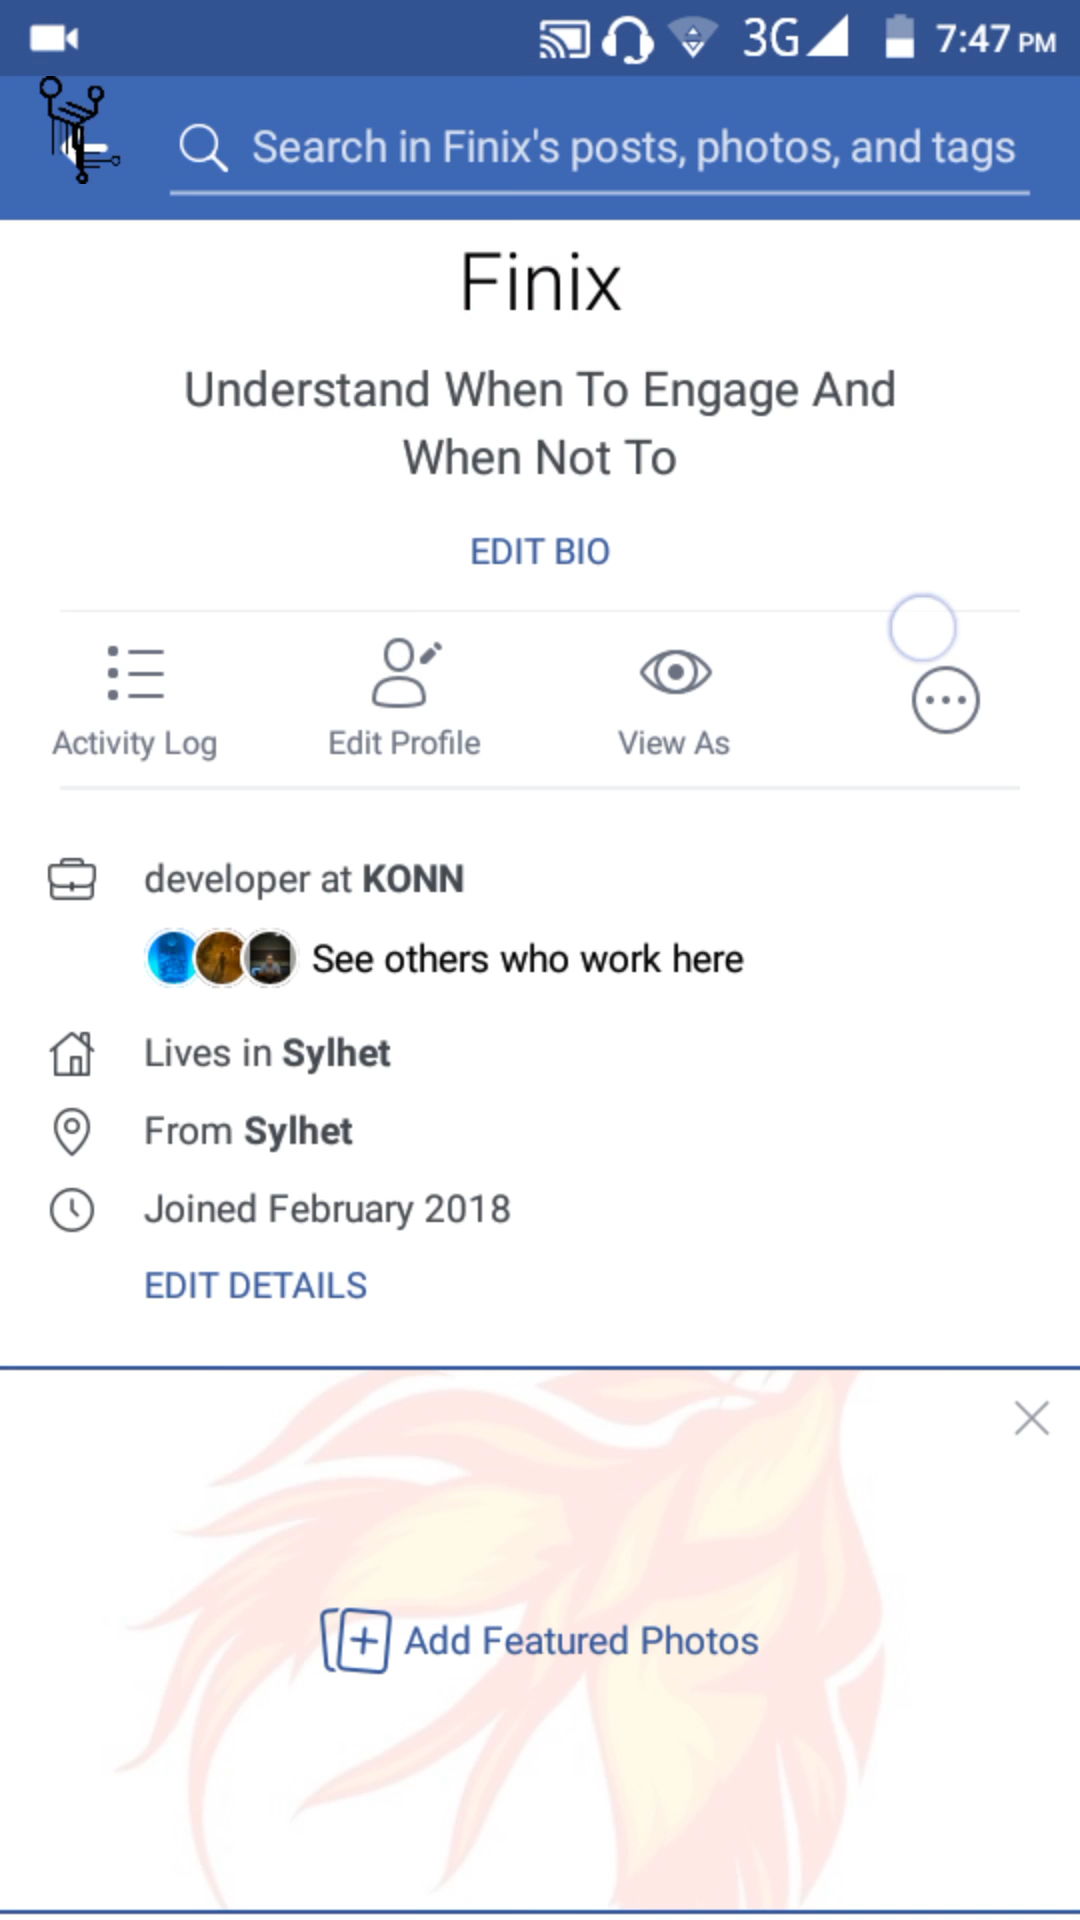 3G 7:47 PM
Search in Finix's posts, photos, and tags
Finix
Understand When To Engage And
When Not To
EDIT BIO
Activity Log Edit Profile View As
developer at KONN
See others who work here
Lives in Sylhet
From Sylhet
Joined February 2018
EDIT DETAILS
Add Featured Photos